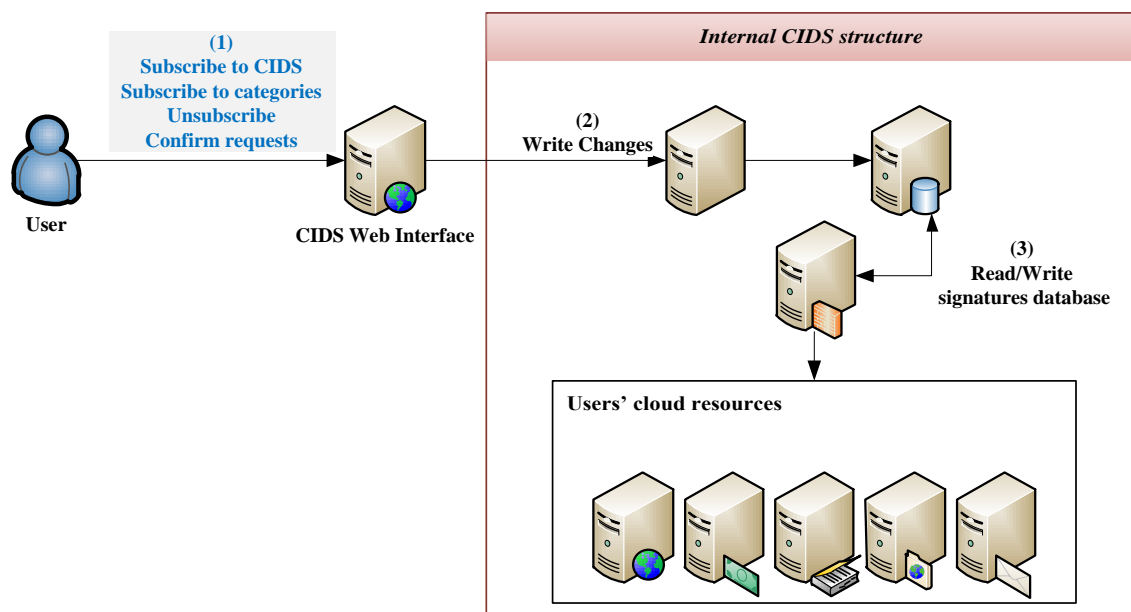 Internal CIDS structure
(1)
Subscribe to CIDS
Subscribe to categories
Unsubscribe
Confirm requests
(2)
Write Changes
User
CIDS Web Interface
(3)
Read/Write
signatures database
Users’ cloud resources